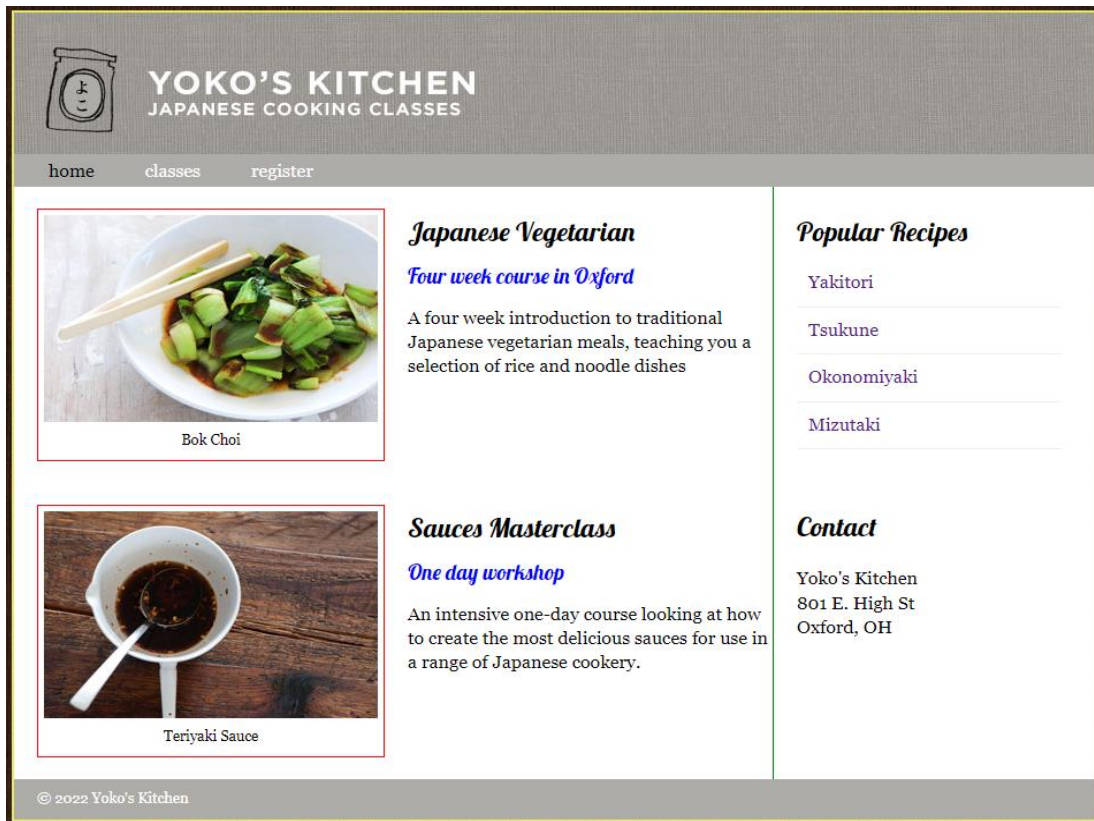 よこ
YOKO'S KITCHEN
JAPANESE COOKING CLASSES
home classes register
Bok Choi
Japanese Vegetarian
Four week course in Oxford
A four week introduction to traditional
Japanese vegetarian meals, teaching you a
selection of rice and noodle dishes
Teriyaki Sauce
Sauces Masterclass
One day workshop
An intensive one-day course looking at how
to create the most delicious sauces for use in
a range of Japanese cookery.
Popular Recipes
Yakitori
Tsukune
Okonomiyaki
Mizutaki
Contact
Yoko's Kitchen
801 E. High St
Oxford, OH
© 2022 Yoko's Kitchen